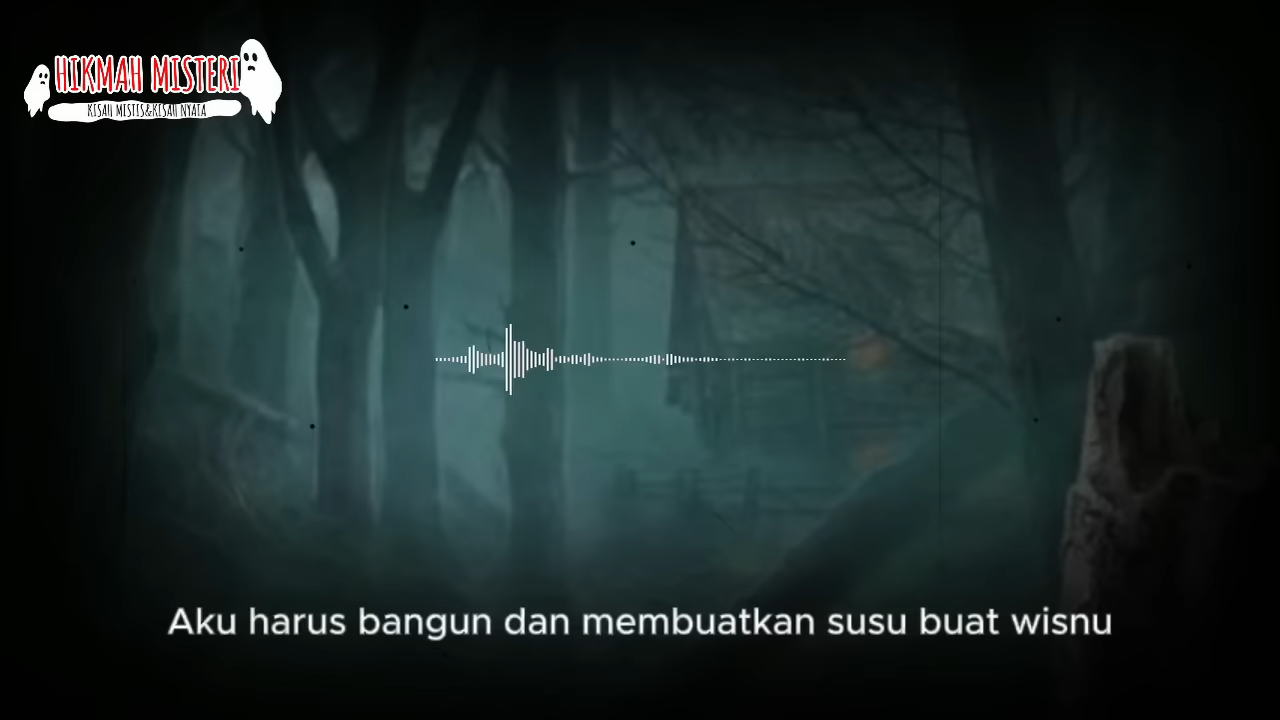 HIKMAH MISTERI
KISAH MISTIS&KISAH NYATA
Aku harus bangun dan membuatkan susu buat wisnu